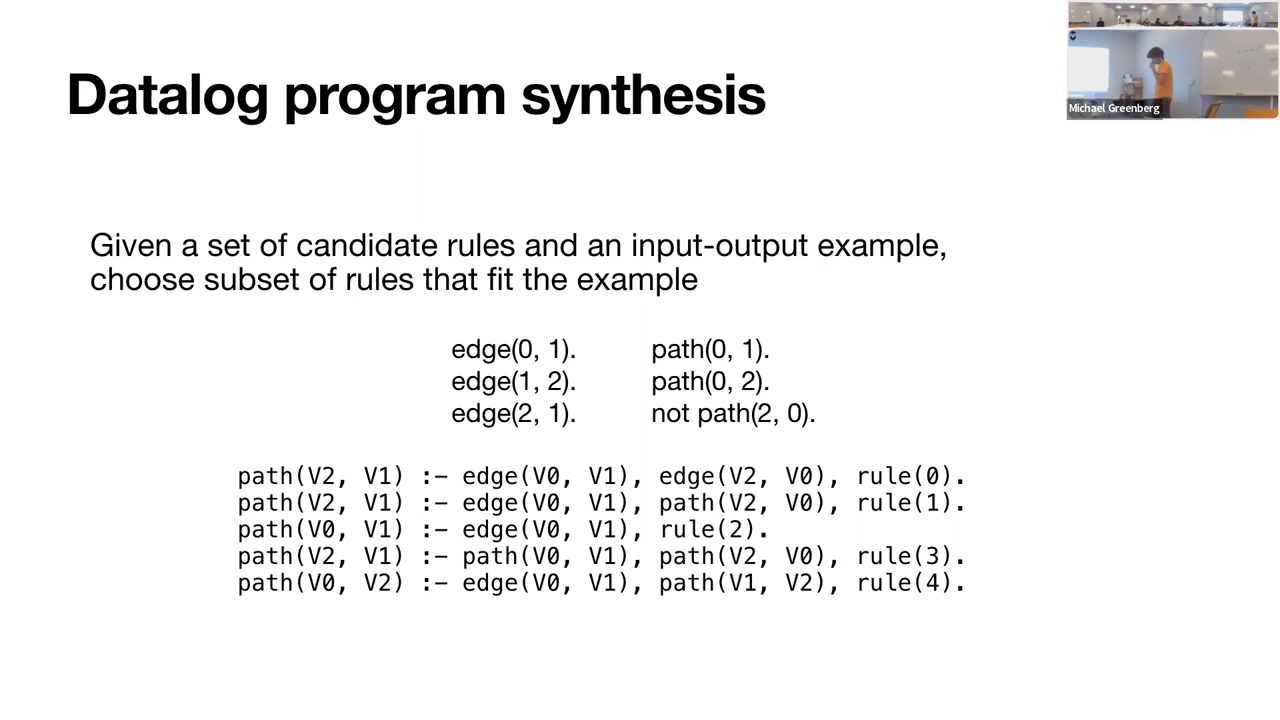 Datalog program synthesis
Michael Greenberg
Given a set of candidate rules and an input-output example,
choose subset of rules that fit the example
edge(0, 1). path(0, 1).
edge(1, 2). path(0, 2).
edge(2, 1). not path(2, 0).
path(V2, V1) :- edge(V0, V1), edge(V2, V0), rule(0).
path(V2, V1) :- edge(V0, V1), path(V2, V0), rule(1).
path(V0, V1) :- edge(V0, V1), rule(2).
path(V2, V1) :- path(V0, V1), path(V2, V0), rule(3).
path(V0, V2) :- edge(V0, V1), path(V1, V2), rule(4).